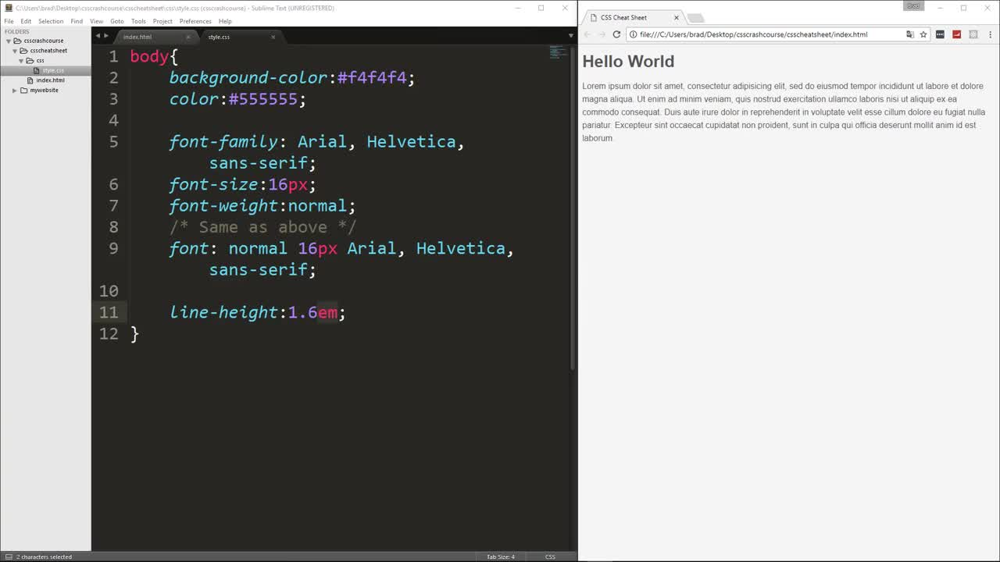 C:\Users\brad\Desktop\csscrashcourse\csscheatsheet\css\style.css (csscrashcourse) - Sublime Text (UNREGISTERED)
File Edit Selection Find View Goto Tools Project Preferences Help
FOLDERS
csscrashcourse
csscheatsheet
css
style.css
index.html
mywebsite
index.html
style.css
1 body{
2 background-color:#f4f4f4;
3 color:#555555;
4
5 font-family: Arial, Helvetica,
sans-serif;
6 font-size:16px;
7 font-weight:normal;
8 /* Same as above */
9 font: normal 16px Arial, Helvetica,
sans-serif;
10
11 line-height:1.6em;
12 }
2 characters selected
Tab Size: 4
CSS
Brad
CSS Cheat Sheet
file:///C:/Users/brad/Desktop/csscrashcourse/csscheatsheet/index.html
Hello World
Lorem ipsum dolor sit amet, consectetur adipisicing elit, sed do eiusmod tempor incididunt ut labore et dolore
magna aliqua. Ut enim ad minim veniam, quis nostrud exercitation ullamco laboris nisi ut aliquip ex ea
commodo consequat. Duis aute irure dolor in reprehenderit in voluptate velit esse cillum dolore eu fugiat nulla
pariatur. Excepteur sint occaecat cupidatat non proident, sunt in culpa qui officia deserunt mollit anim id est
laborum.